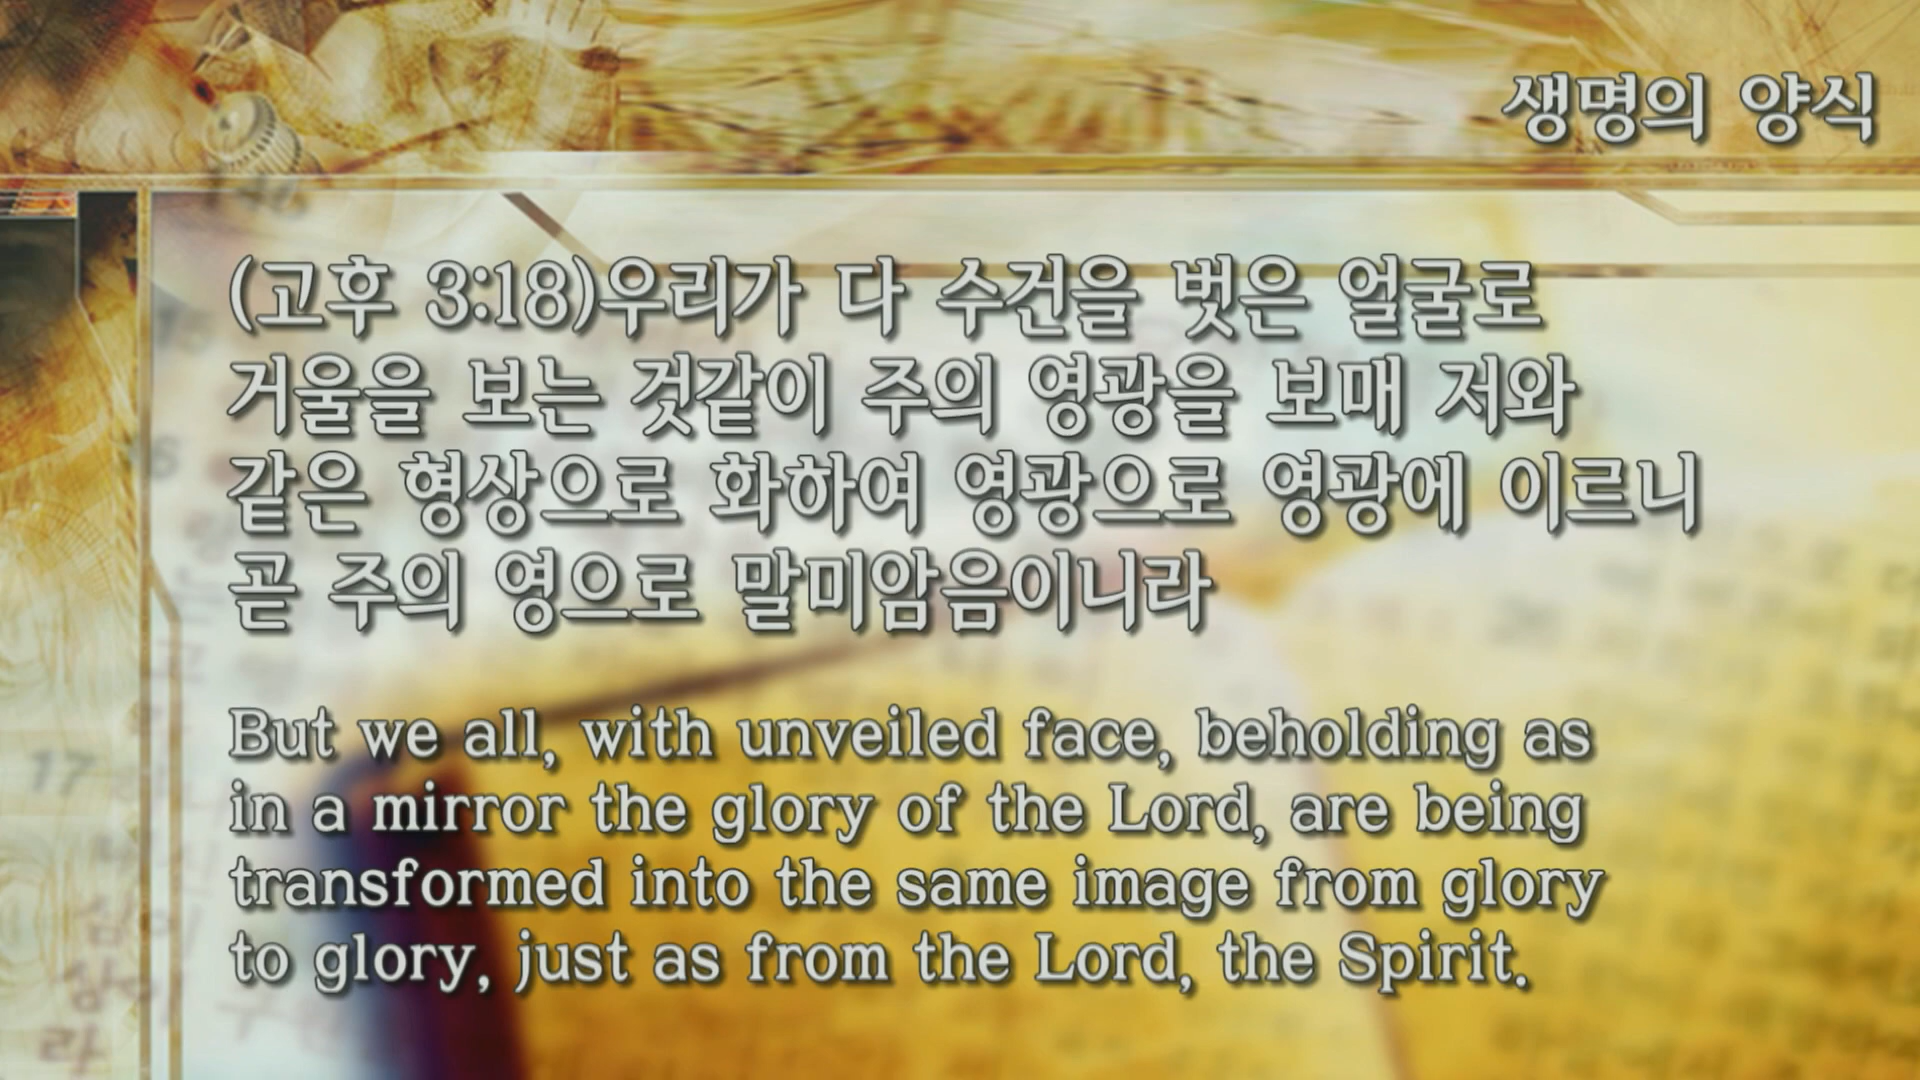 생명의 양식
(고후 3:18)우리가 다 수건을 벗은 얼굴로
거울을 보는 것같이 주의 영광을 보매 저와
같은 형상으로 화하여 영광으로 영광에 이르니
곧 주의 영으로 말미암음이니라
But we all, with unveiled face, beholding as
in a mirror the glory of the Lord, are being
transformed into the same image from glory
to glory, just as from the Lord, the Spirit.
17